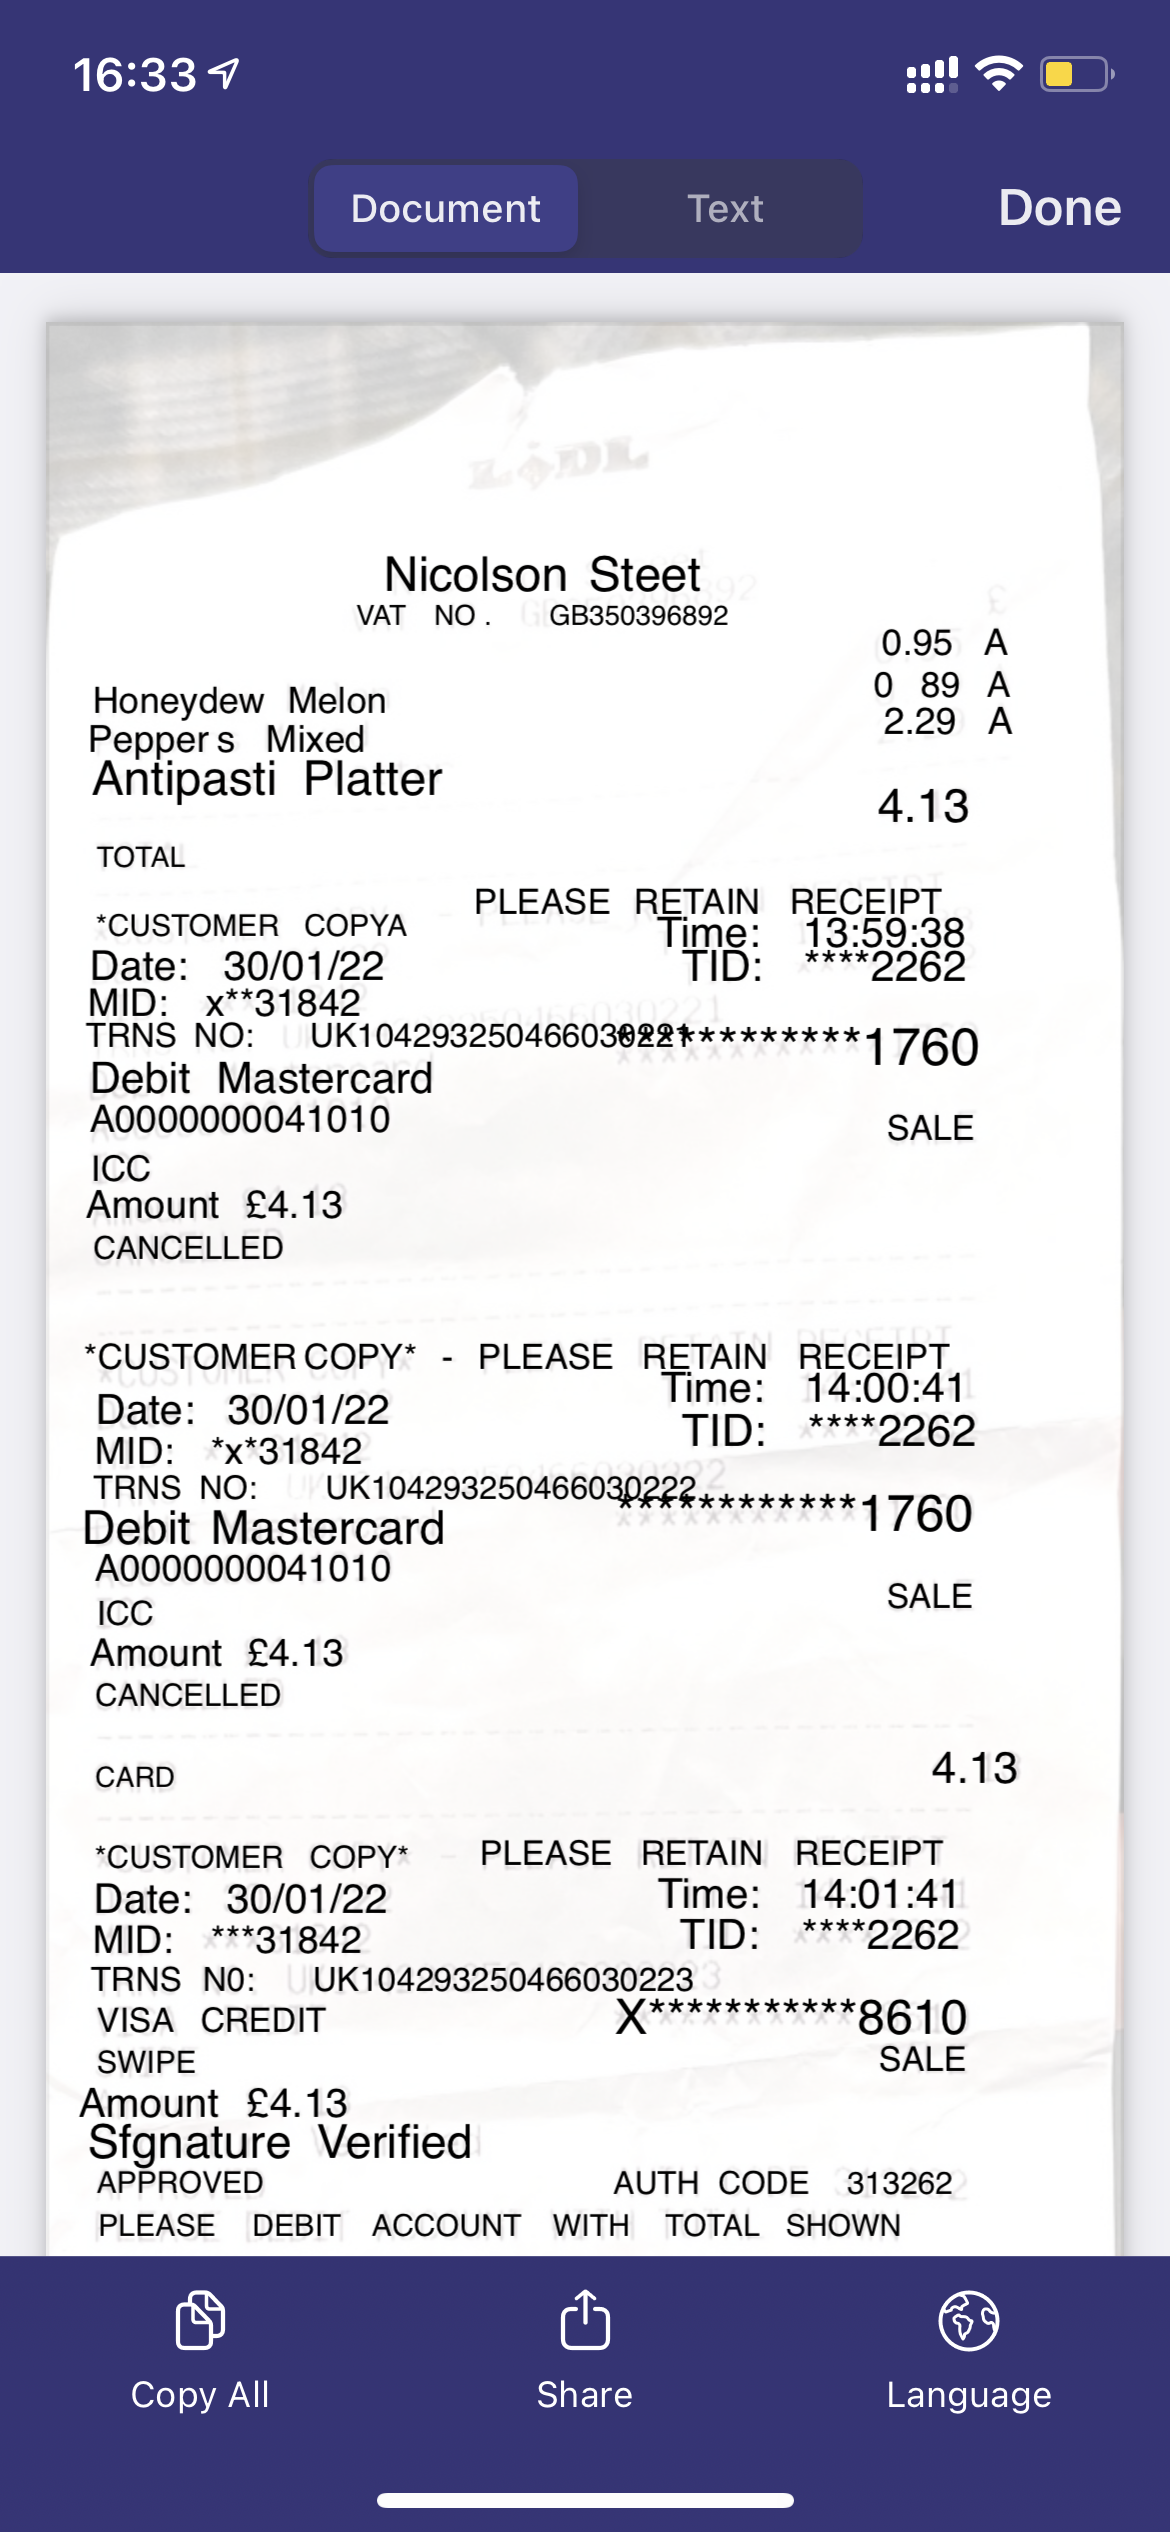 16:33
Document Text Done
LIDL
Nicolson Steet
VAT NO. GB350396892
£
0.95 A
Honeydew Melon 0 89 A
Peppers Mixed 2.29 A
Antipasti Platter
4.13
TOTAL
PLEASE RETAIN RECEIPT
*CUSTOMER COPYA
Time: 13:59:38
Date: 30/01/22 TID: ****2262
MID: x**31842
TRNS NO: UK104293250466030221
************1760
Debit Mastercard
A0000000041010
SALE
ICC
Amount £4.13
CANCELLED
*CUSTOMER COPY* - PLEASE RETAIN RECEIPT
Time: 14:00:41
Date: 30/01/22 TID: ****2262
MID: *x*31842
TRNS NO: UK104293250466030222
************1760
Debit Mastercard
A0000000041010
SALE
ICC
Amount £4.13
CANCELLED
CARD 4.13
*CUSTOMER COPY* PLEASE RETAIN RECEIPT
Date: 30/01/22 Time: 14:01:41
MID: ***31842 TID: ****2262
TRNS N0: UK104293250466030223
VISA CREDIT X***********8610
SWIPE SALE
Amount £4.13
Sfgnature Verified
APPROVED AUTH CODE 313262
PLEASE DEBIT ACCOUNT WITH TOTAL SHOWN
Copy All Share Language